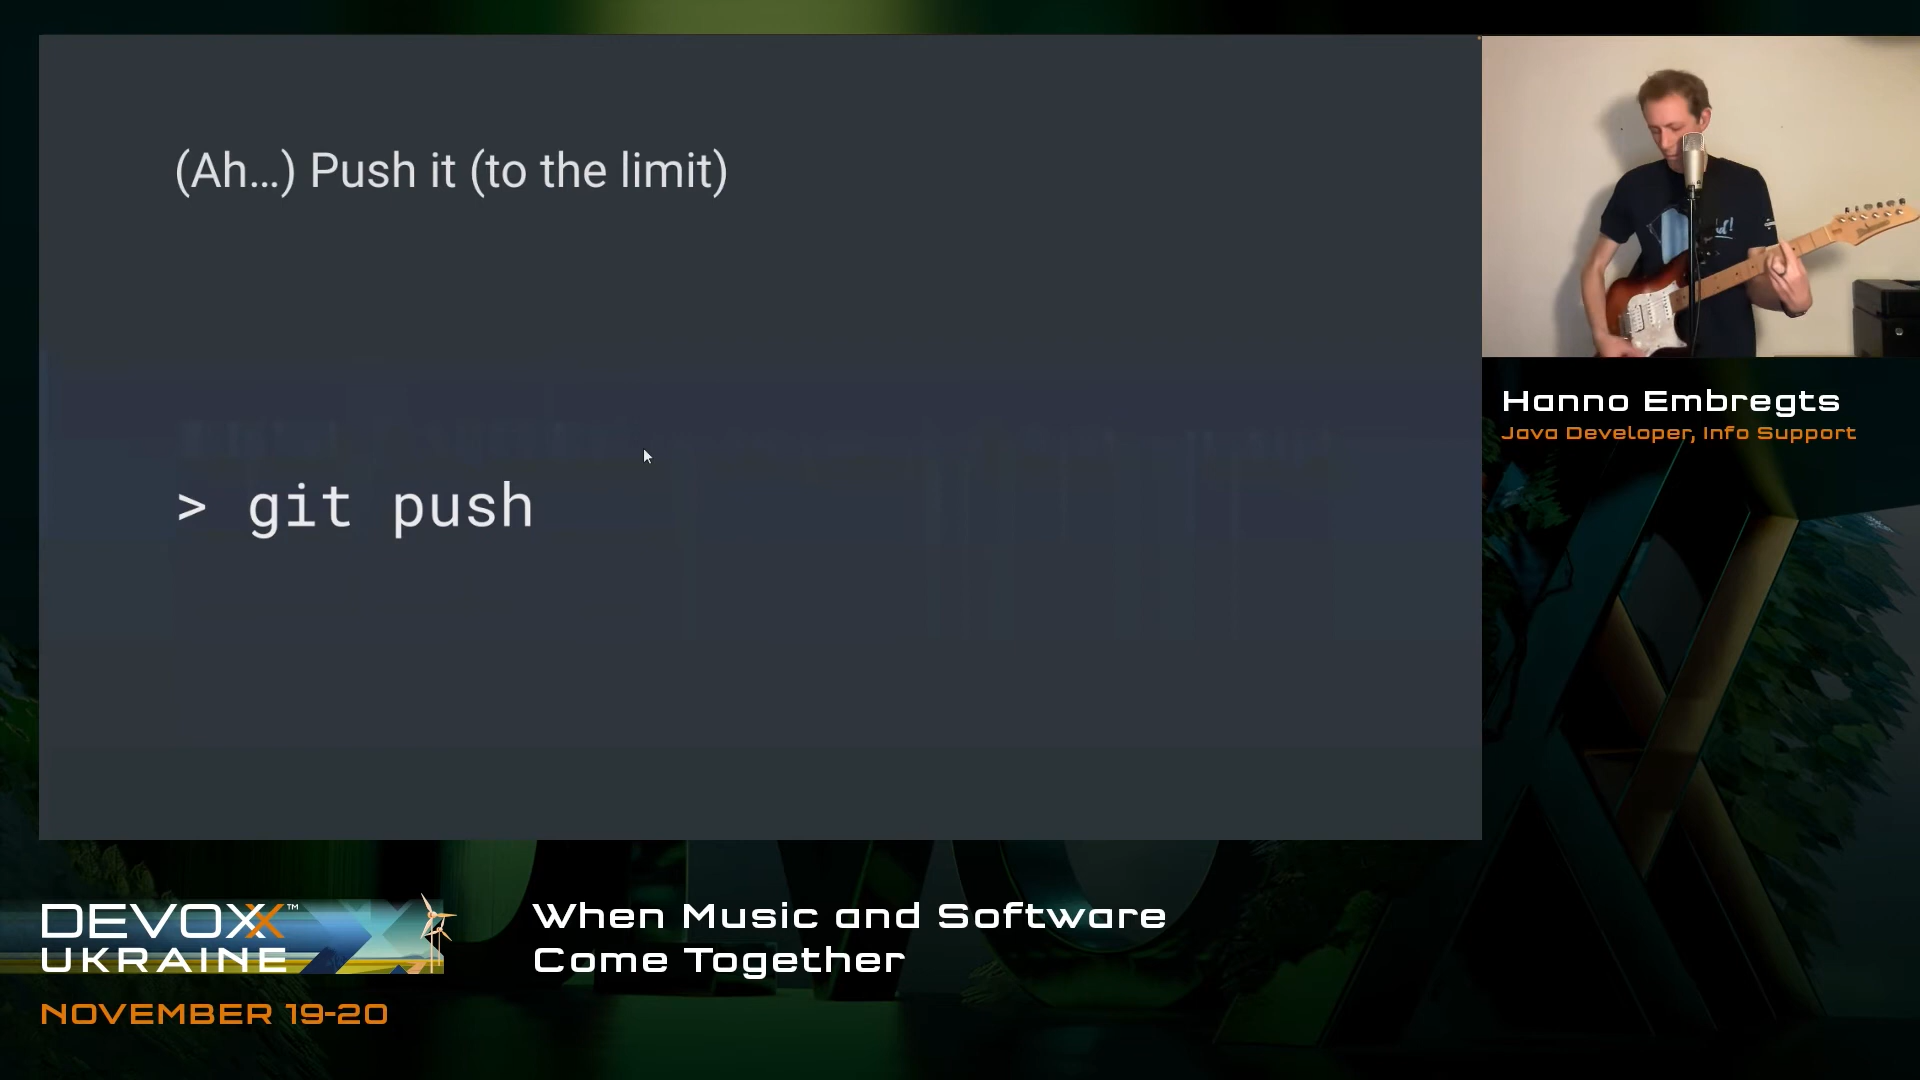 (Ah...) Push it (to the limit)
> git push
Hanno Embregts
Java Developer, Info Support
DEVOXX™
UKRAINE
NOVEMBER 19-20
When Music and Software
Come Together